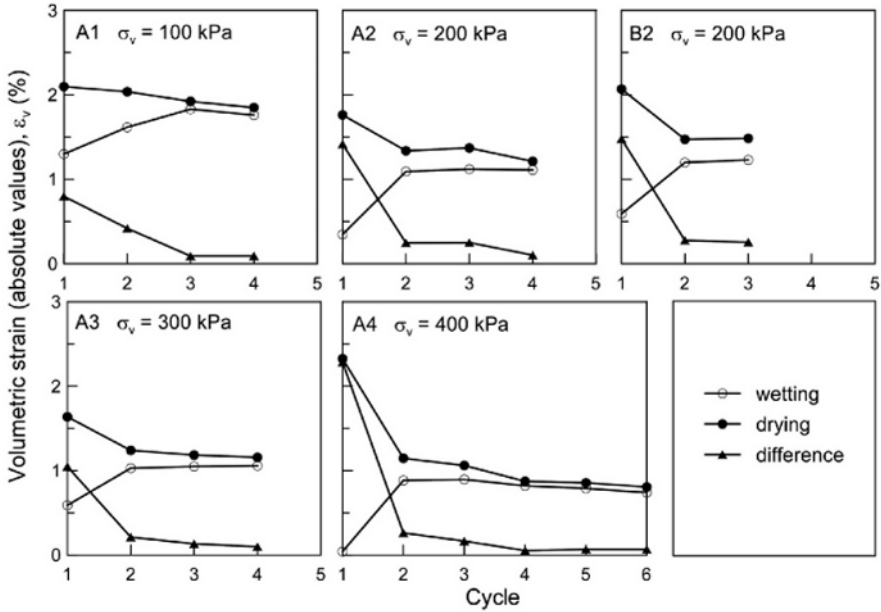 Volumetric strain (absolute values), εᵥ (%)
3
2
1
0
A1 σᵥ = 100 kPa
1 2 3 4 5
A2 σᵥ = 200 kPa
1 2 3 4 5
B2 σᵥ = 200 kPa
1 2 3 4 5
3
2
1
0
A3 σᵥ = 300 kPa
1 2 3 4 5
A4 σᵥ = 400 kPa
1 2 3 4 5 6
wetting
drying
difference
Cycle